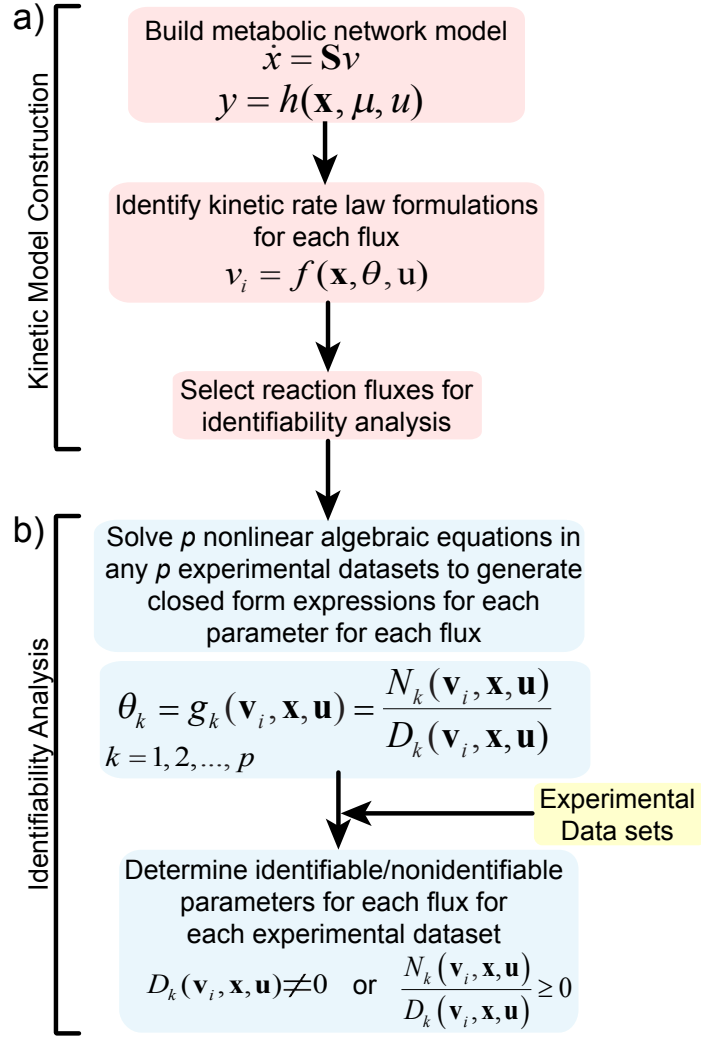 a)
Kinetic Model Construction
Build metabolic network model
ẋ = Sv
y = h(x, μ, u)
Identify kinetic rate law formulations
for each flux
v_i = f(x, θ, u)
Select reaction fluxes for
identifiability analysis
b)
Identifiability Analysis
Solve p nonlinear algebraic equations in
any p experimental datasets to generate
closed form expressions for each
parameter for each flux
θ_k = g_k(v_i, x, u) = N_k(v_i, x, u) / D_k(v_i, x, u)
k = 1, 2, ..., p
Experimental
Data sets
Determine identifiable/nonidentifiable
parameters for each flux for
each experimental dataset
D_k(v_i, x, u) ≠ 0 or N_k(v_i, x, u) / D_k(v_i, x, u) ≥ 0